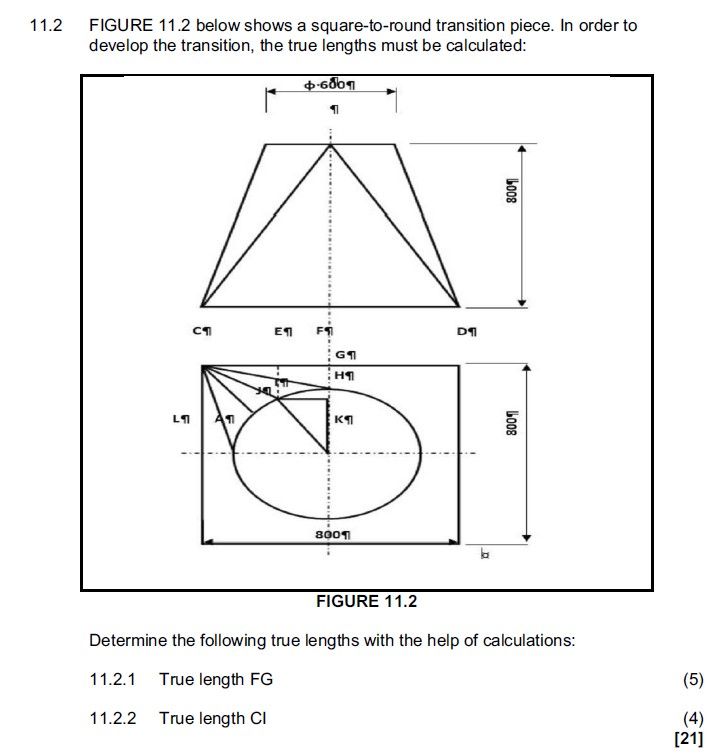 11.2 FIGURE 11.2 below shows a square-to-round transition piece. In order to
develop the transition, the true lengths must be calculated:
ф·600¶
¶
800¶
C¶ E¶ F¶ D¶
G¶
H¶
I¶
J¶
L¶ A¶ K¶
800¶
800¶
¤
FIGURE 11.2
Determine the following true lengths with the help of calculations:
11.2.1 True length FG (5)
11.2.2 True length CI (4)
[21]